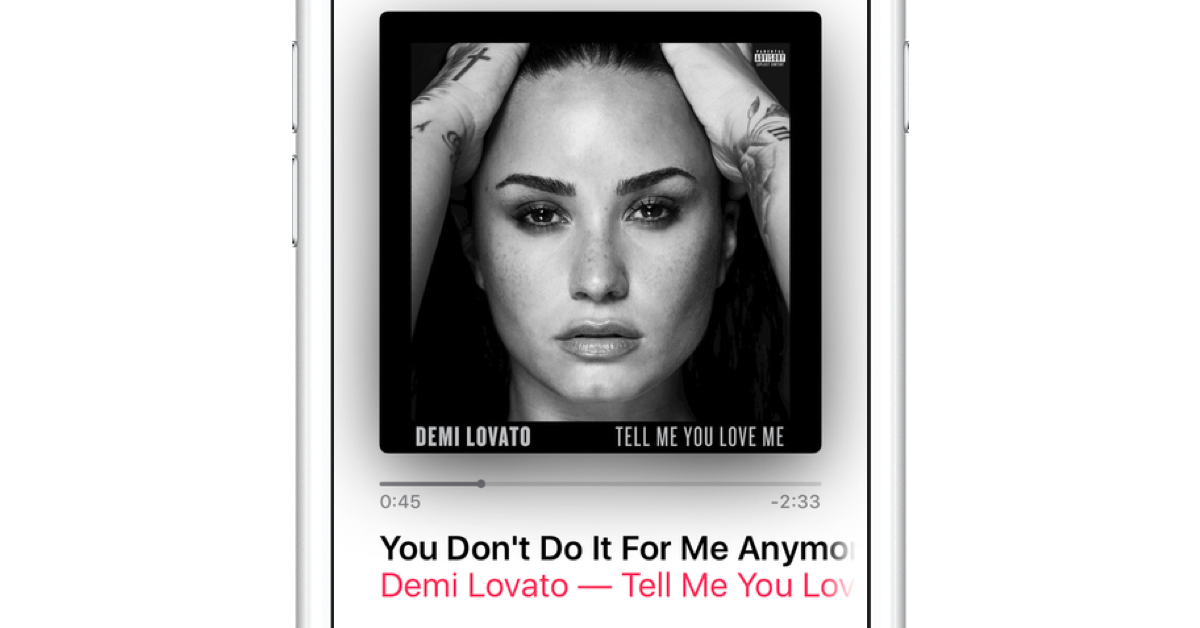 PARENTAL
ADVISORY
EXPLICIT CONTENT
DEMI LOVATO TELL ME YOU LOVE ME
0:45 -2:33
You Don't Do It For Me Anymo
Demi Lovato — Tell Me You Lov